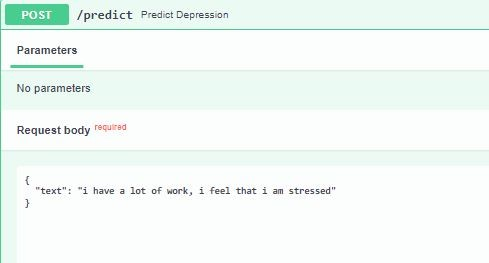 POST /predict Predict Depression
Parameters
No parameters
Request body required
{
"text": "i have a lot of work, i feel that i am stressed"
}